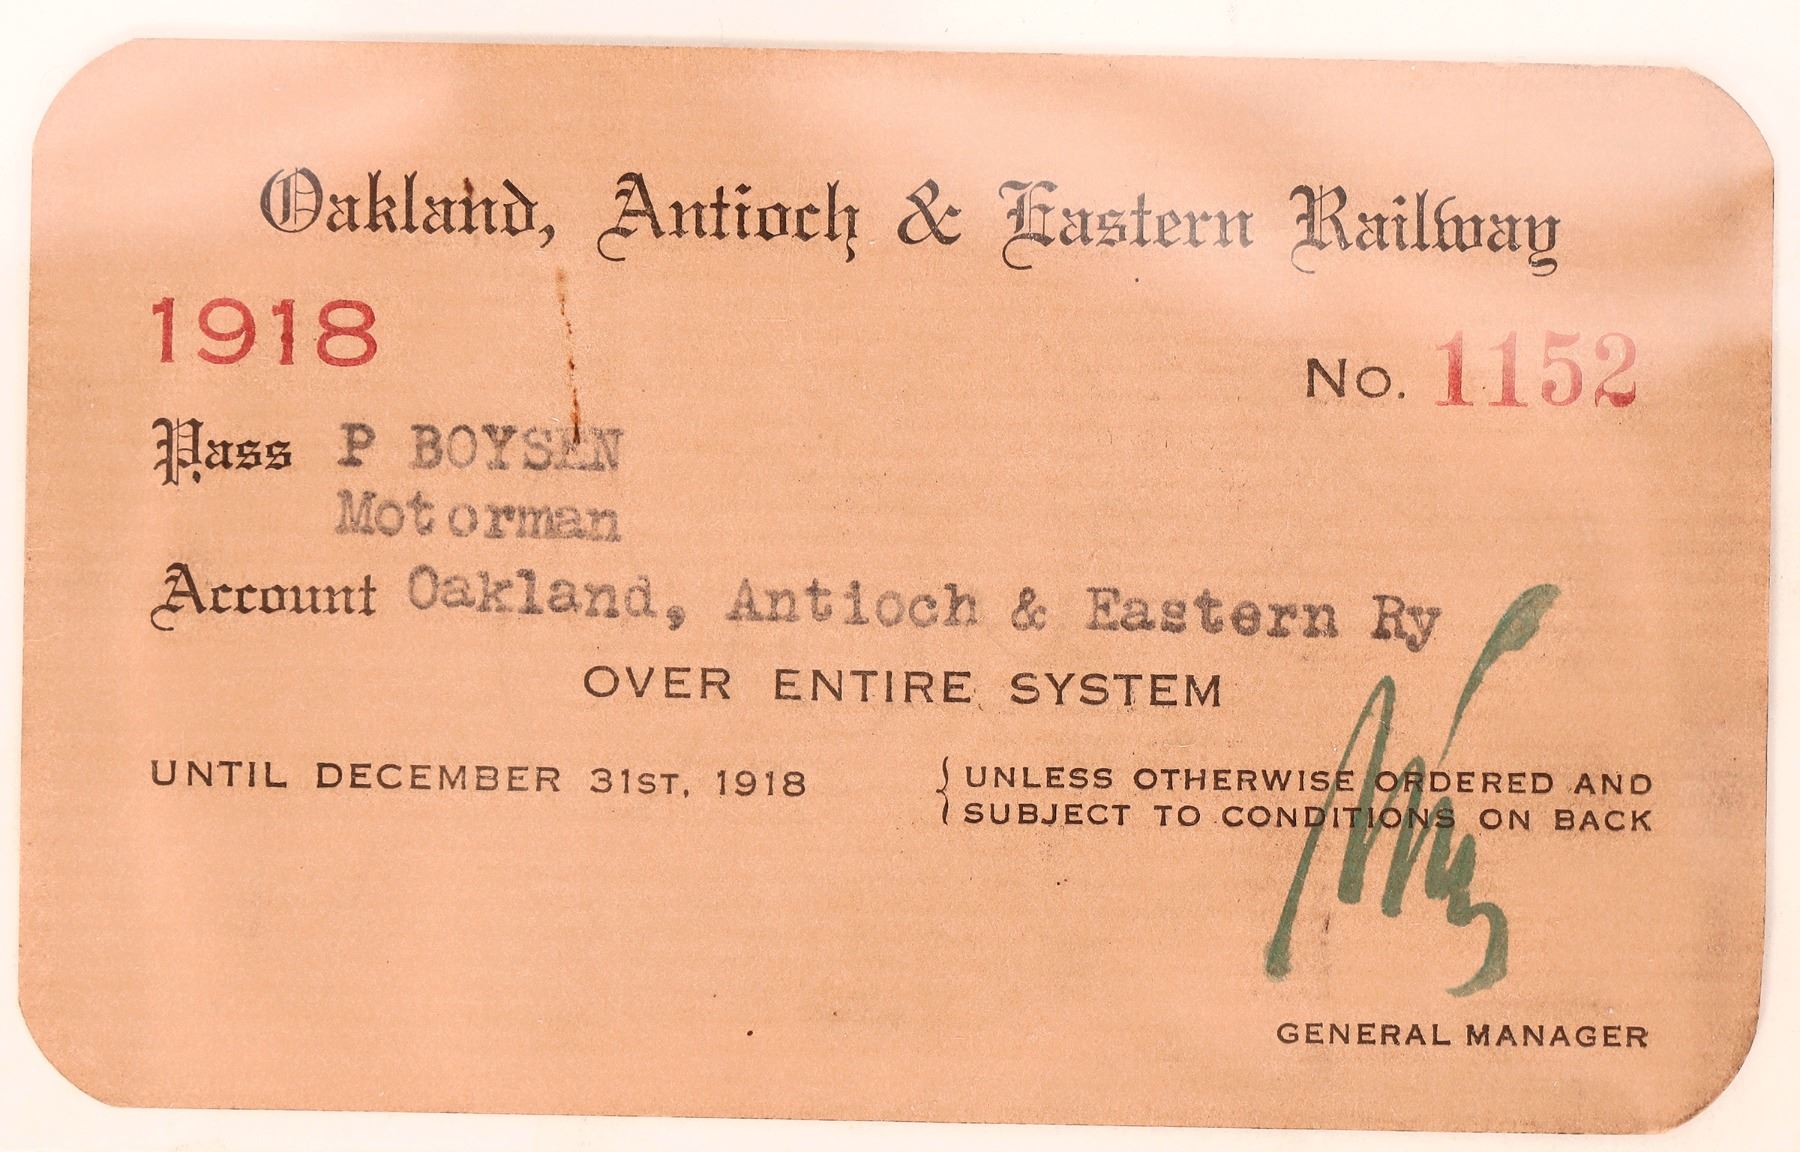 Oakland, Antioch & Eastern Railway
1918
No. 1152
Pass P BOYSEN
Motorman
Account Oakland, Antioch & Eastern Ry
OVER ENTIRE SYSTEM
UNTIL DECEMBER 31ST, 1918
UNLESS OTHERWISE ORDERED AND
SUBJECT TO CONDITIONS ON BACK
GENERAL MANAGER